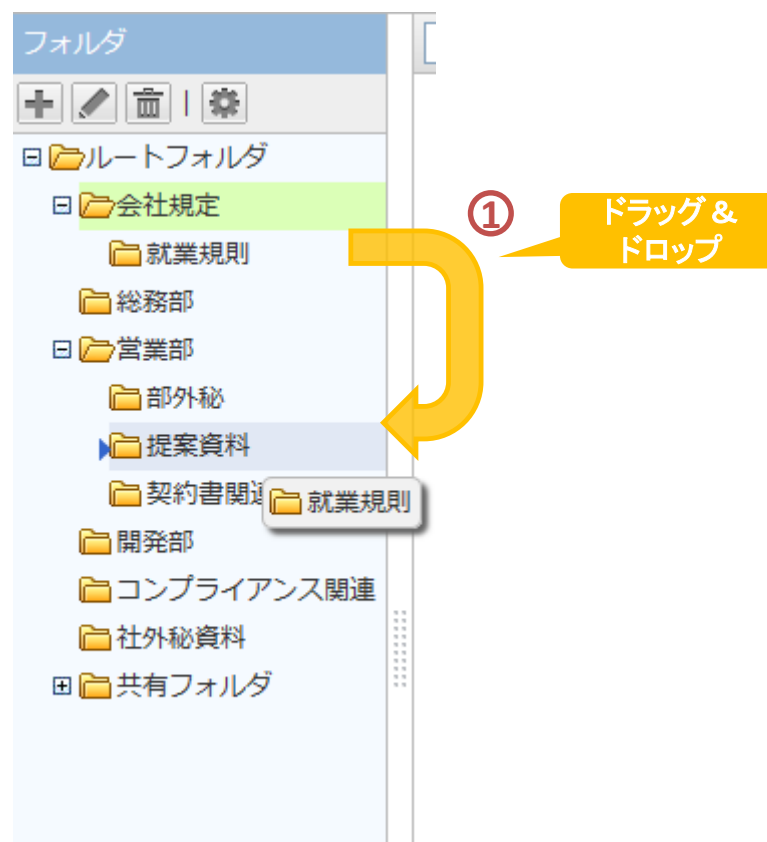 フォルダ
ルートフォルダ
会社規定
①
ドラッグ &
ドロップ
就業規則
総務部
営業部
部外秘
提案資料
契約書関連
就業規則
開発部
コンプライアンス関連
社外秘資料
共有フォルダ